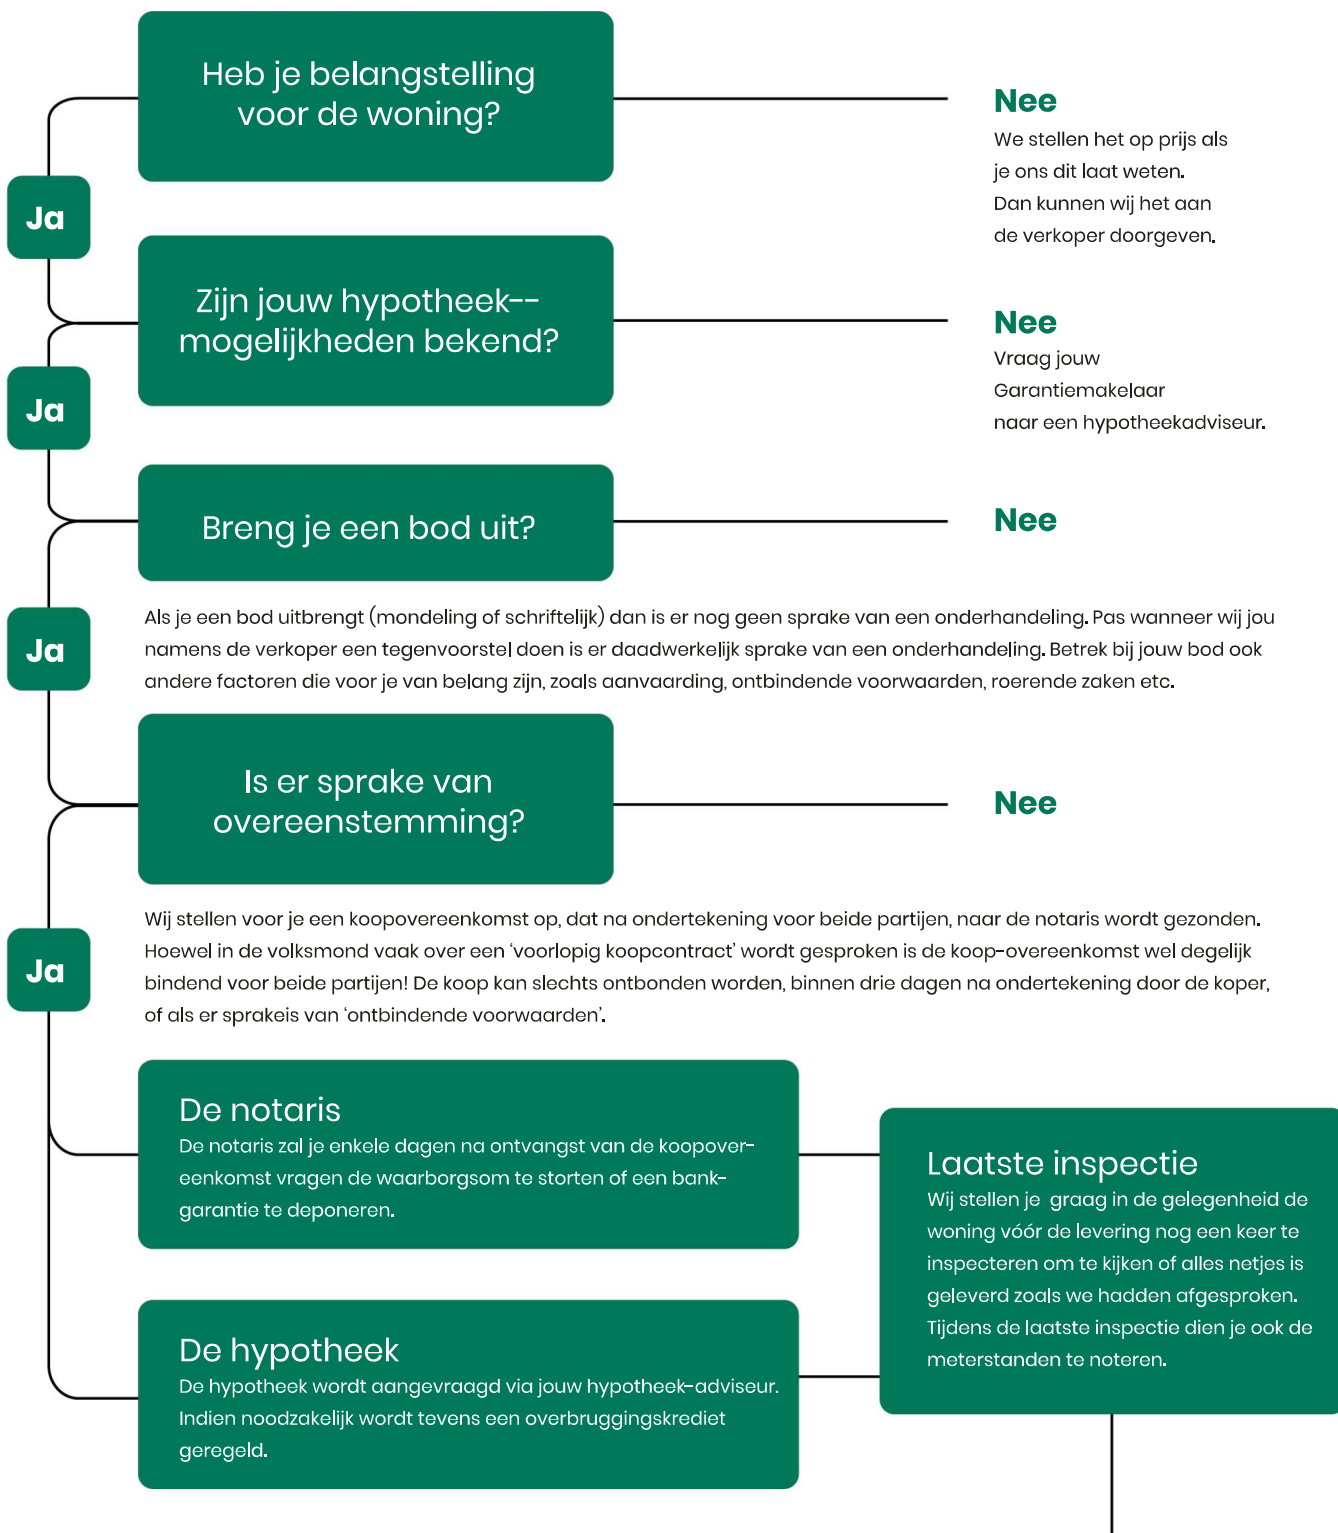 Heb je belangstelling
voor de woning?
Nee
We stellen het op prijs als
je ons dit laat weten.
Dan kunnen wij het aan
de verkoper doorgeven.
Ja
Zijn jouw hypotheek--
mogelijkheden bekend?
Nee
Vraag jouw
Garantiemakelaar
naar een hypotheekadviseur.
Ja
Breng je een bod uit?
Nee
Als je een bod uitbrengt (mondeling of schriftelijk) dan is er nog geen sprake van een onderhandeling. Pas wanneer wij jou
namens de verkoper een tegenvoorstel doen is er daadwerkelijk sprake van een onderhandeling. Betrek bij jouw bod ook
andere factoren die voor je van belang zijn, zoals aanvaarding, ontbindende voorwaarden, roerende zaken etc.
Ja
Is er sprake van
overeenstemming?
Nee
Wij stellen voor je een koopovereenkomst op, dat na ondertekening voor beide partijen, naar de notaris wordt gezonden.
Hoewel in de volksmond vaak over een ‘voorlopig koopcontract’ wordt gesproken is de koop-overeenkomst wel degelijk
bindend voor beide partijen! De koop kan slechts ontbonden worden, binnen drie dagen na ondertekening door de koper,
of als er sprakeis van ‘ontbindende voorwaarden’.
Ja
De notaris
De notaris zal je enkele dagen na ontvangst van de koopover-
eenkomst vragen de waarborgsom te storten of een bank-
garantie te deponeren.
Laatste inspectie
Wij stellen je graag in de gelegenheid de
woning vóór de levering nog een keer te
inspecteren om te kijken of alles netjes is
geleverd zoals we hadden afgesproken.
Tijdens de laatste inspectie dien je ook de
meterstanden te noteren.
De hypotheek
De hypotheek wordt aangevraagd via jouw hypotheek-adviseur.
Indien noodzakelijk wordt tevens een overbruggingskrediet
geregeld.